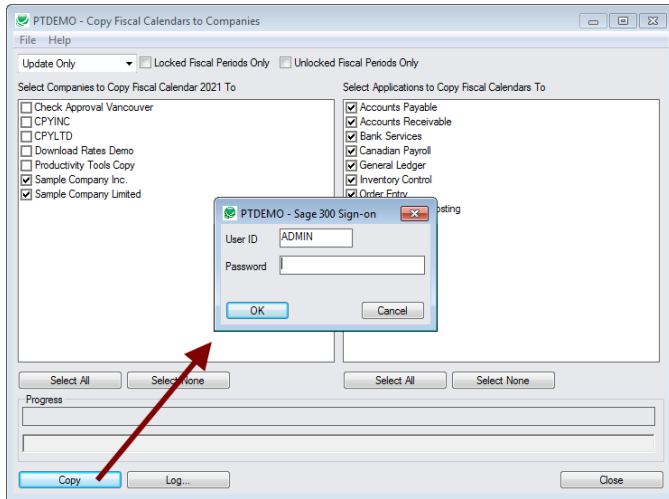 PTDEMO - Copy Fiscal Calendars to Companies
File Help
Update Only Locked Fiscal Periods Only Unlocked Fiscal Periods Only
Select Companies to Copy Fiscal Calendar 2021 To
Check Approval Vancouver
CPYINC
CPYLTD
Download Rates Demo
Productivity Tools Copy
Sample Company Inc.
Sample Company Limited
Select Applications to Copy Fiscal Calendars To
Accounts Payable
Accounts Receivable
Bank Services
Canadian Payroll
General Ledger
Inventory Control
Order Entry
PTDEMO - Sage 300 Sign-on
User ID ADMIN
Password
OK Cancel
Select All Select None
Select All Select None
Progress
Copy Log... Close